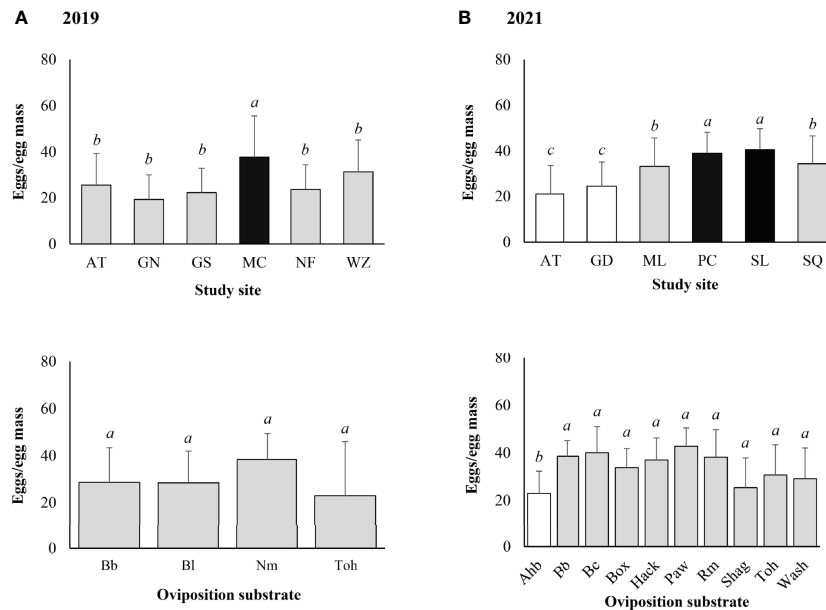 A 2019
80
60
40
20
0
Eggs/egg mass
b b b a b b
AT GN GS MC NF WZ
Study site
80
60
40
20
0
Eggs/egg mass
a a a a
Bb Bl Nm Toh
Oviposition substrate
B 2021
80
60
40
20
0
Eggs/egg mass
c c b a a b
AT GD ML PC SL SQ
Study site
80
60
40
20
0
Eggs/egg mass
b a a a a a a a a a
Ahb Bb Bc Box Hack Paw Rm Shag Toh Wash
Oviposition substrate